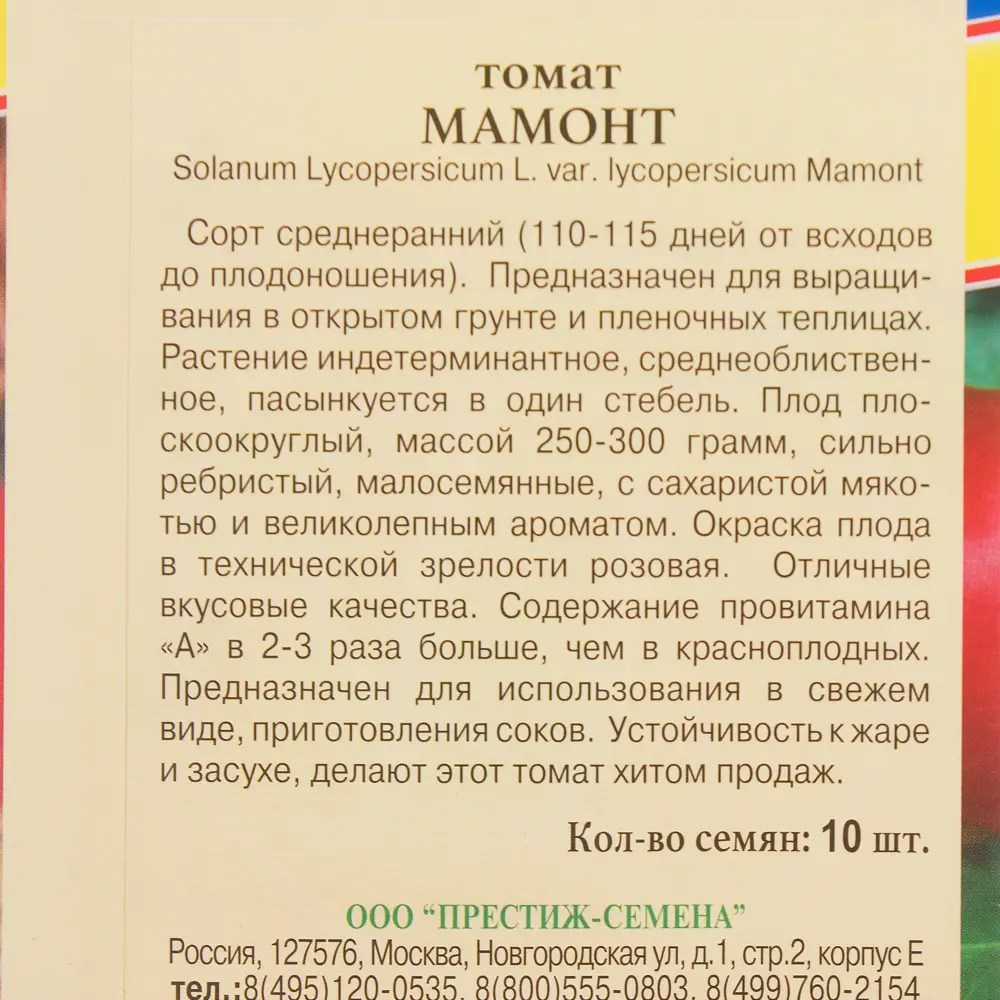 томат
МАМОНТ
Solanum Lycopersicum L. var. lycopersicum Mamont
Сорт среднеранний (110-115 дней от всходов
до плодоношения). Предназначен для выращи-
вания в открытом грунте и пленочных теплицах.
Растение индетерминантное, среднеоблиствен-
ное, пасынкуется в один стебель. Плод пло-
скоокруглый, массой 250-300 грамм, сильно
ребристый, малосемянные, с сахаристой мяко-
тью и великолепным ароматом. Окраска плода
в технической зрелости розовая. Отличные
вкусовые качества. Содержание провитамина
«А» в 2-3 раза больше, чем в красноплодных.
Предназначен для использования в свежем
виде, приготовления соков. Устойчивость к жаре
и засухе, делают этот томат хитом продаж.
Кол-во семян: 10 шт.
ООО “ПРЕСТИЖ-СЕМЕНА”
Россия, 127576, Москва, Новгородская ул, д.1, стр.2, корпус Е
тел.:8(495)120-0535, 8(800)555-0803, 8(499)760-2154